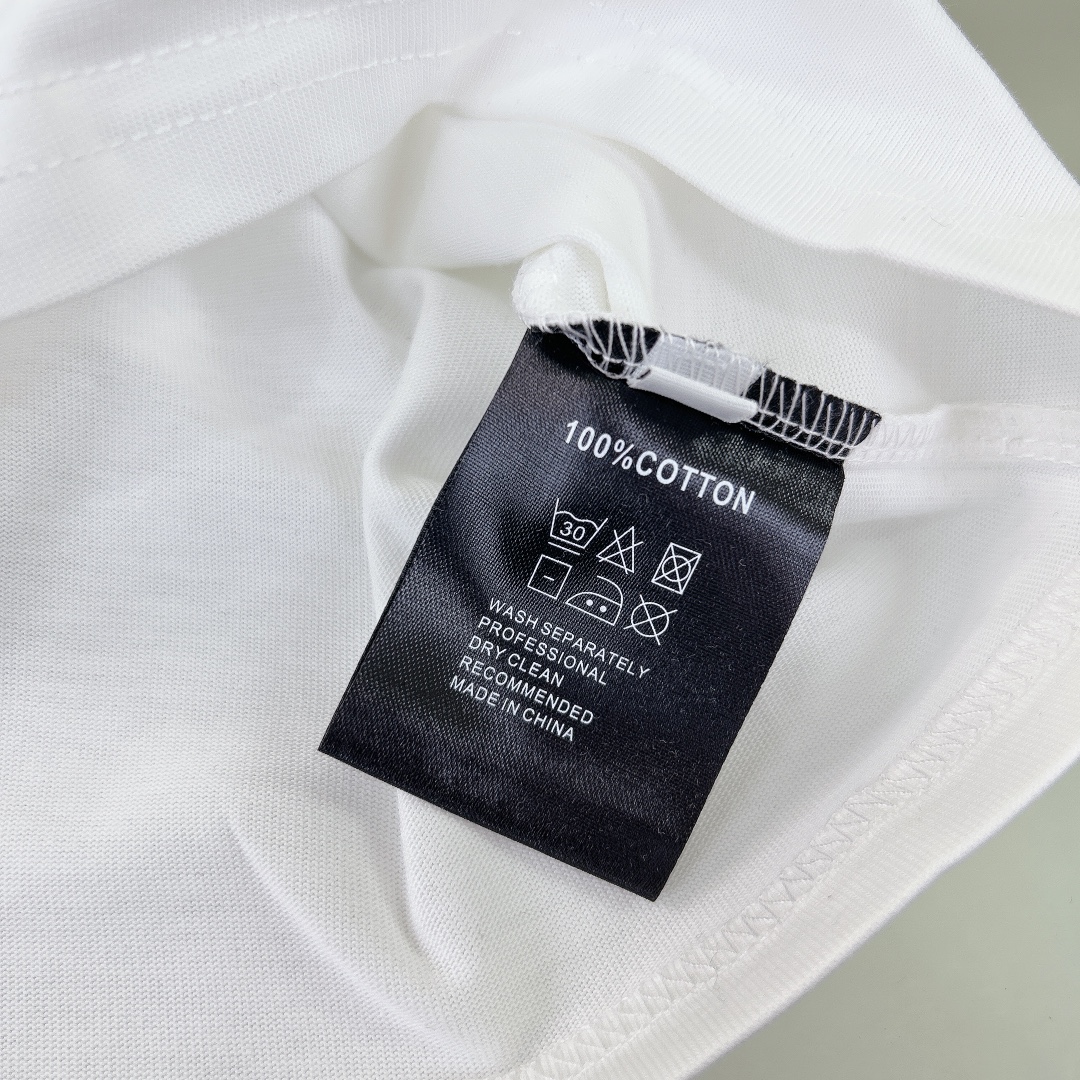 100%COTTON
30
WASH SEPARATELY
PROFESSIONAL
DRY CLEAN
RECOMMENDED
MADE IN CHINA